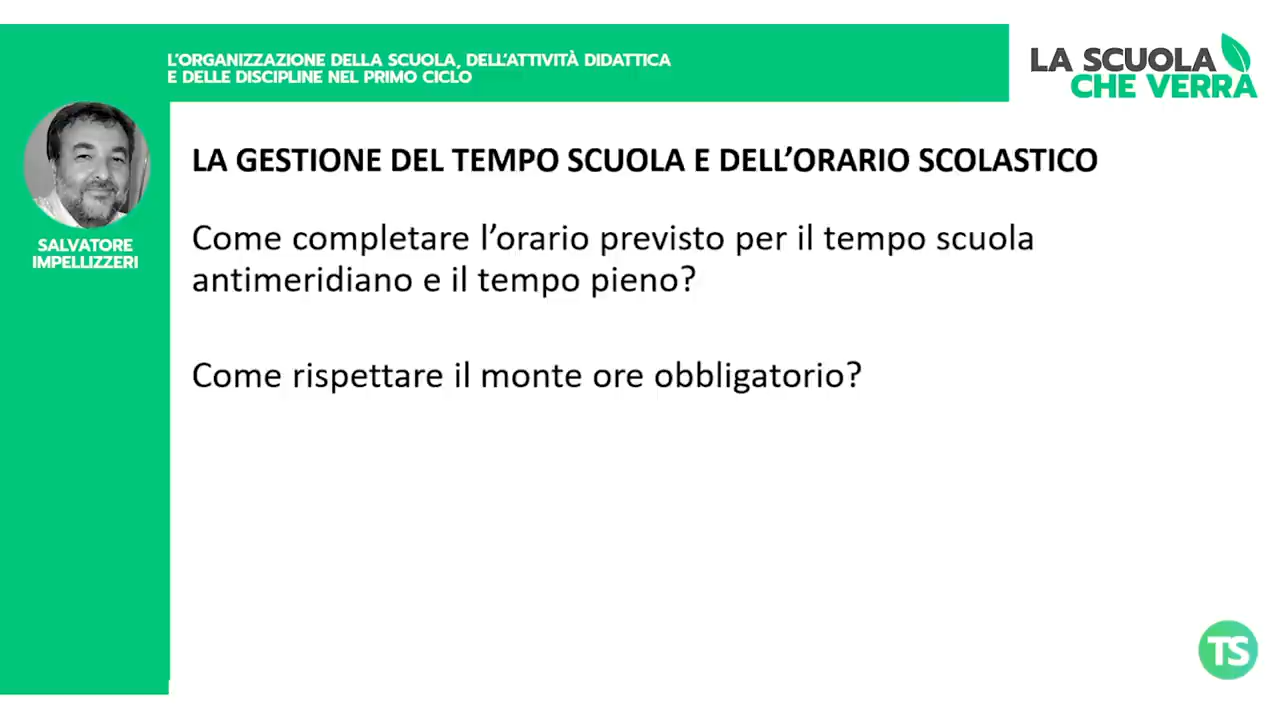 L'ORGANIZZAZIONE DELLA SCUOLA, DELL'ATTIVITÀ DIDATTICA
E DELLE DISCIPLINE NEL PRIMO CICLO
LA SCUOLA
CHE VERRÀ
SALVATORE
IMPELLIZZERI
LA GESTIONE DEL TEMPO SCUOLA E DELL'ORARIO SCOLASTICO
Come completare l'orario previsto per il tempo scuola
antimeridiano e il tempo pieno?
Come rispettare il monte ore obbligatorio?
TS